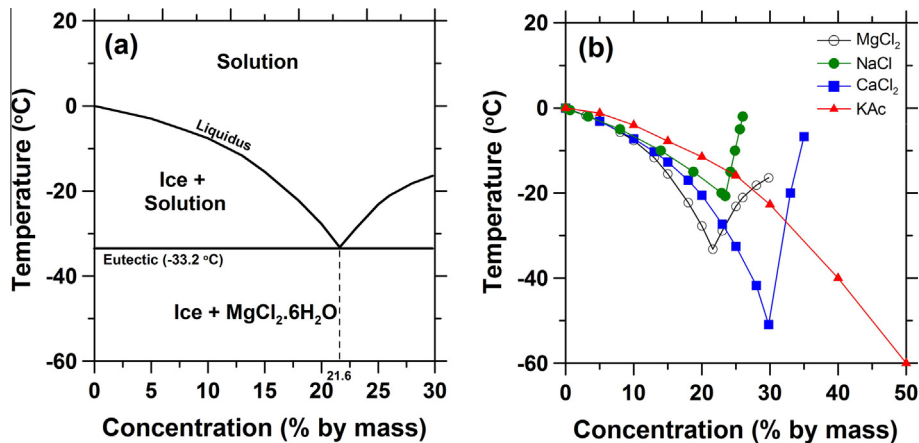 (a)
Solution
Liquidus
Ice +
Solution
Eutectic (-33.2 °C)
Ice + MgCl2.6H2O
21.6
20
0
-20
-40
-60
0 5 10 15 20 25 30
Temperature (°C)
Concentration (% by mass)
(b)
MgCl2
NaCl
CaCl2
KAc
20
0
-20
-40
-60
0 10 20 30 40 50
Temperature (°C)
Concentration (% by mass)